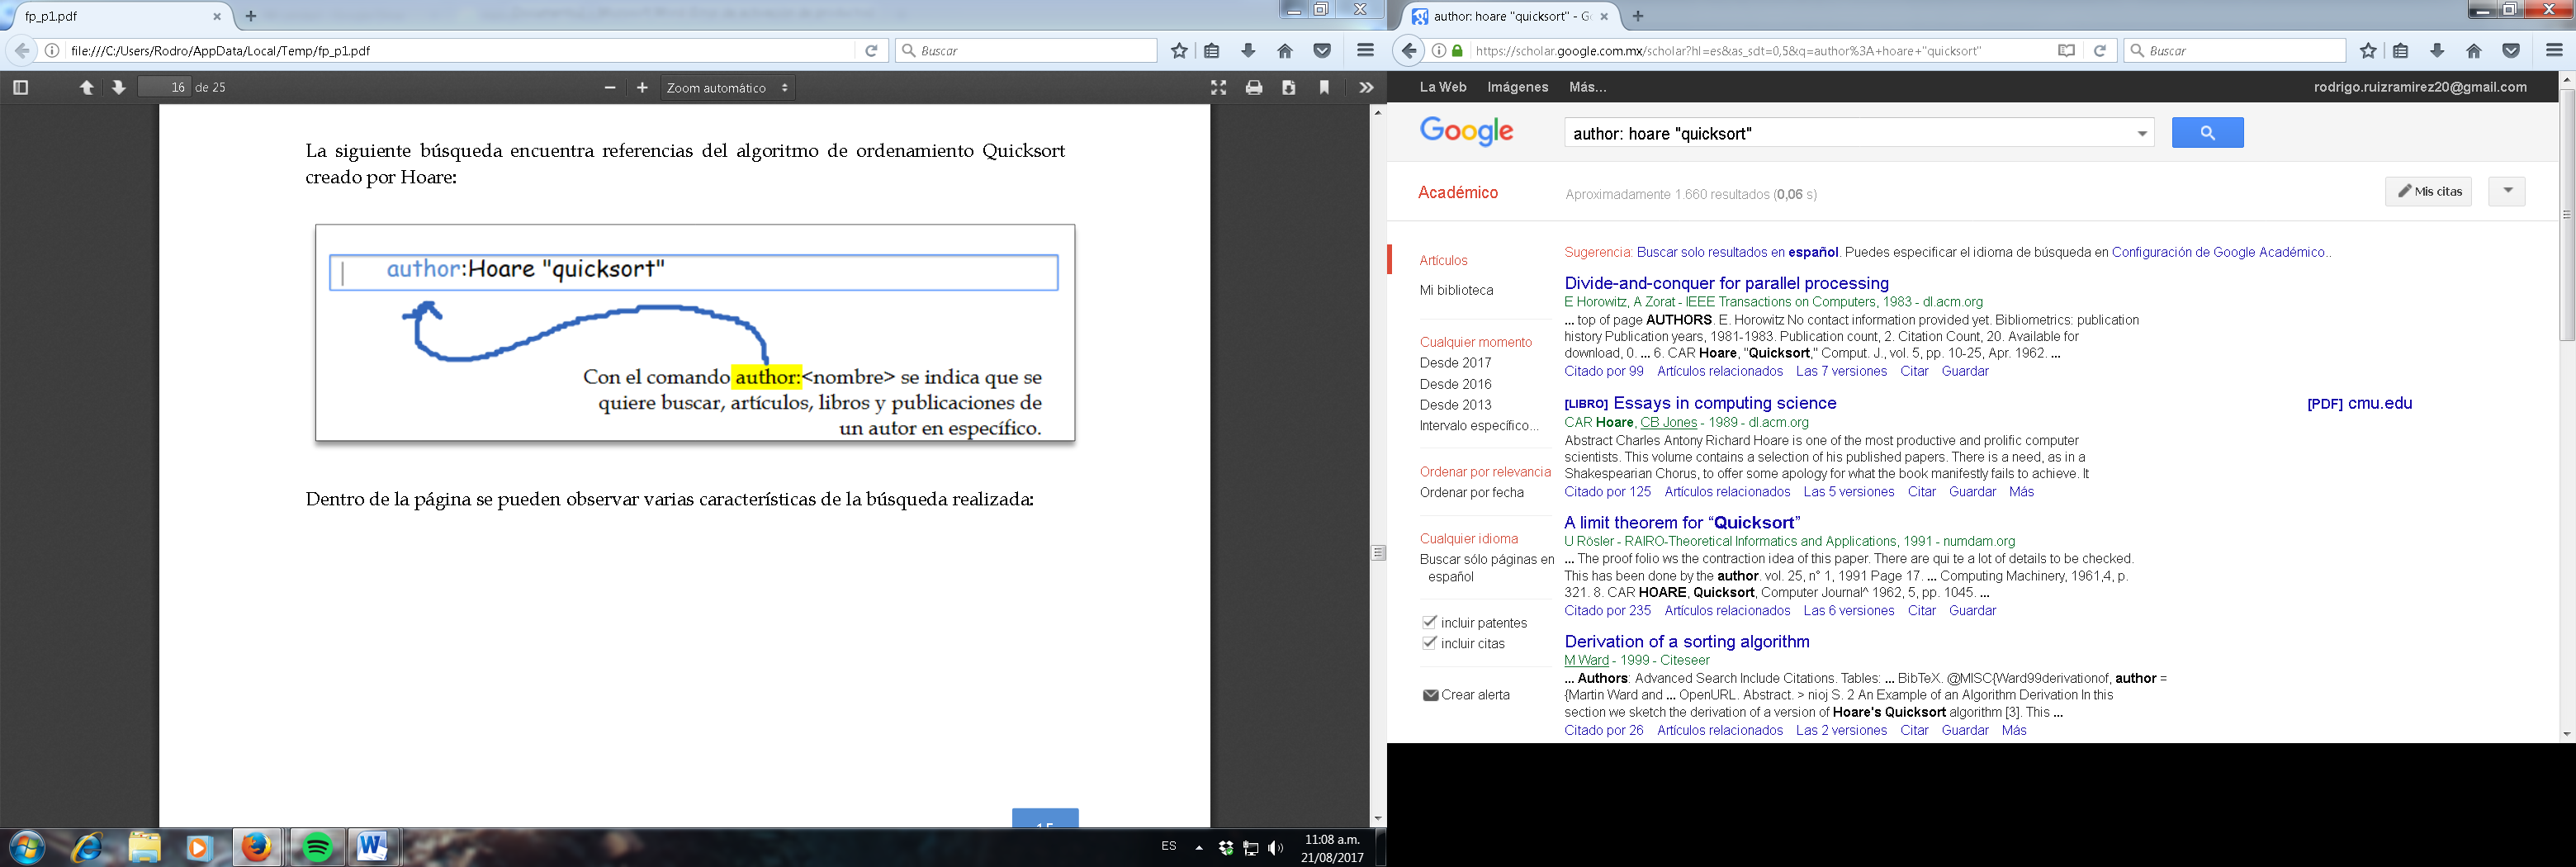 fp_p1.pdf
file:///C:/Users/Rodro/AppData/Local/Temp/fp_p1.pdf
Buscar
16 de 25
Zoom automático
La siguiente búsqueda encuentra referencias del algoritmo de ordenamiento Quicksort
creado por Hoare:
author:Hoare "quicksort"
Con el comando author:<nombre> se indica que se
quiere buscar, artículos, libros y publicaciones de
un autor en específico.
Dentro de la página se pueden observar varias características de la búsqueda realizada:
ES
11:08 a.m.
21/08/2017
author: hoare "quicksort" - G
https://scholar.google.com.mx/scholar?hl=es&as_sdt=0,5&q=author%3A+hoare+"quicksort"
Buscar
La Web Imágenes Más...
rodrigo.ruizramirez20@gmail.com
Google
author: hoare "quicksort"
Académico
Aproximadamente 1.660 resultados (0,06 s)
Mis citas
Artículos
Mi biblioteca
Cualquier momento
Desde 2017
Desde 2016
Desde 2013
Intervalo específico...
Ordenar por relevancia
Ordenar por fecha
Cualquier idioma
Buscar sólo páginas en
español
incluir patentes
incluir citas
Crear alerta
Sugerencia: Buscar solo resultados en español. Puedes especificar el idioma de búsqueda en Configuración de Google Académico..
Divide-and-conquer for parallel processing
E Horowitz, A Zorat - IEEE Transactions on Computers, 1983 - dl.acm.org
... top of page AUTHORS. E. Horowitz No contact information provided yet. Bibliometrics: publication
history Publication years, 1981-1983. Publication count, 2. Citation Count, 20. Available for
download, 0. ... 6. CAR Hoare, "Quicksort," Comput. J., vol. 5, pp. 10-25, Apr. 1962. ...
Citado por 99 Artículos relacionados Las 7 versiones Citar Guardar
[LIBRO] Essays in computing science
[PDF] cmu.edu
CAR Hoare, CB Jones - 1989 - dl.acm.org
Abstract Charles Antony Richard Hoare is one of the most productive and prolific computer
scientists. This volume contains a selection of his published papers. There is a need, as in a
Shakespearian Chorus, to offer some apology for what the book manifestly fails to achieve. It
Citado por 125 Artículos relacionados Las 5 versiones Citar Guardar Más
A limit theorem for “Quicksort”
U Rösler - RAIRO-Theoretical Informatics and Applications, 1991 - numdam.org
... The proof folio ws the contraction idea of this paper. There are qui te a lot of details to be checked.
This has been done by the author. vol. 25, n° 1, 1991 Page 17. ... Computing Machinery, 1961,4, p.
321. 8. CAR HOARE, Quicksort, Computer Journal^ 1962, 5, pp. 1045. ...
Citado por 235 Artículos relacionados Las 6 versiones Citar Guardar
Derivation of a sorting algorithm
M Ward - 1999 - Citeseer
... Authors: Advanced Search Include Citations. Tables: ... BibTeX. @MISC{Ward99derivationof, author =
{Martin Ward and ... OpenURL. Abstract. > nioj S. 2 An Example of an Algorithm Derivation In this
section we sketch the derivation of a version of Hoare's Quicksort algorithm [3]. This ...
Citado por 26 Artículos relacionados Las 2 versiones Citar Guardar Más